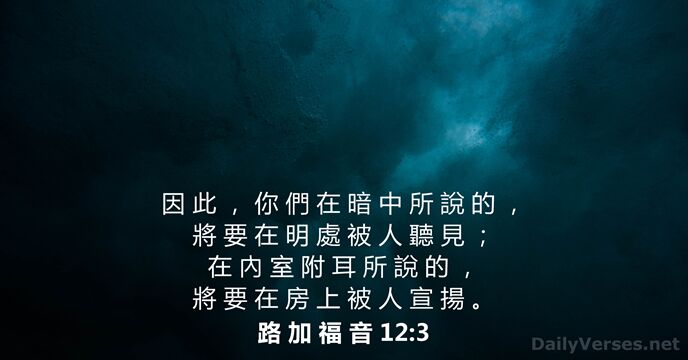 因此，你們在暗中所說的，
將要在明處被人聽見；
在內室附耳所說的，
將要在房上被人宣揚。
路加福音 12:3
DailyVerses.net